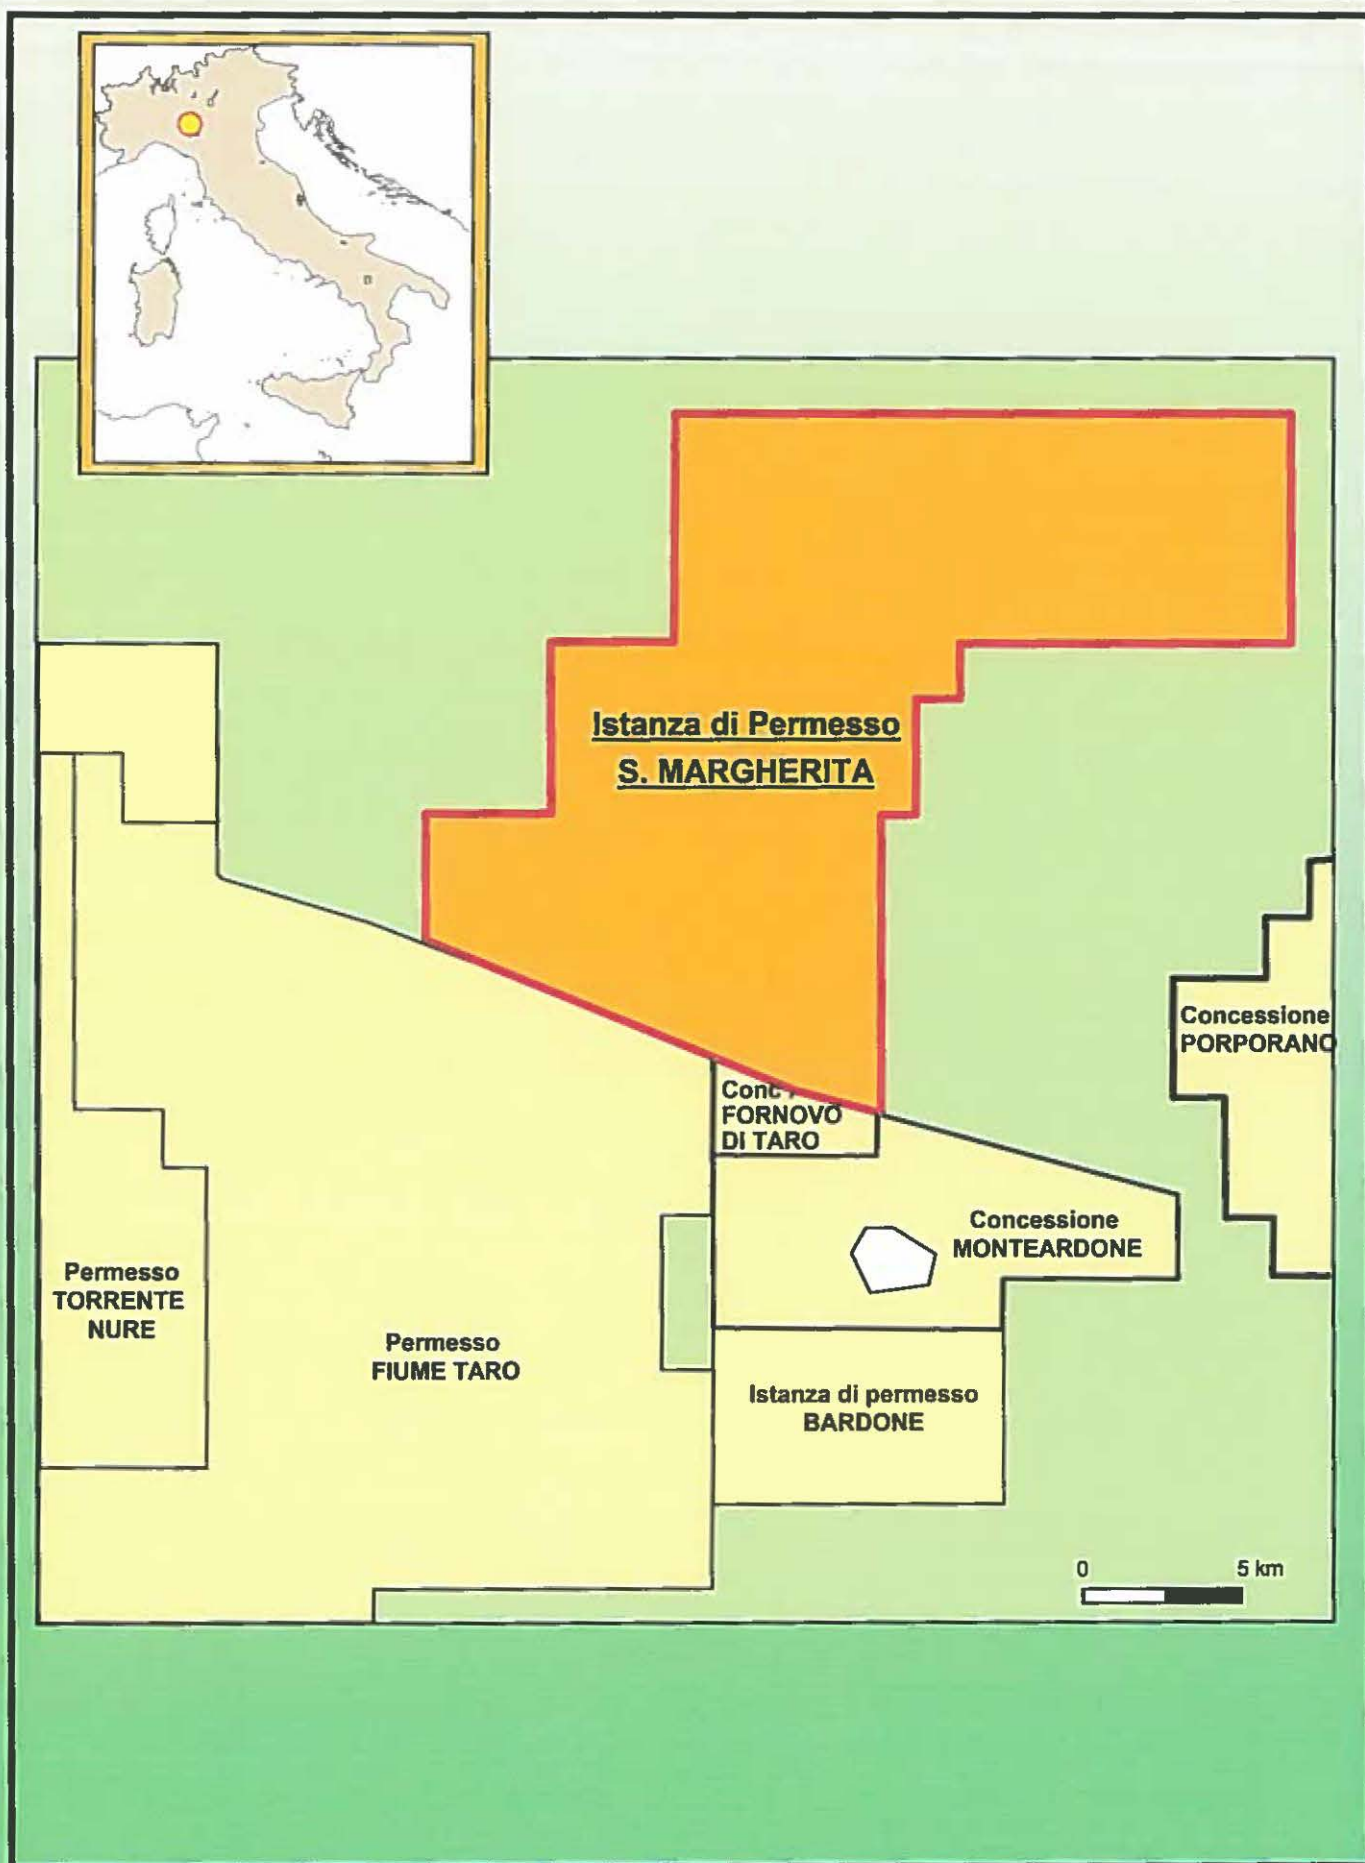 Istanza di Permesso
S. MARGHERITA
Concessione
PORPORANO
Conc
FORNOVO
DI TARO
Concessione
MONTEARDONE
Permesso
TORRENTE
NURE
Permesso
FIUME TARO
Istanza di permesso
BARDONE
0 5 km